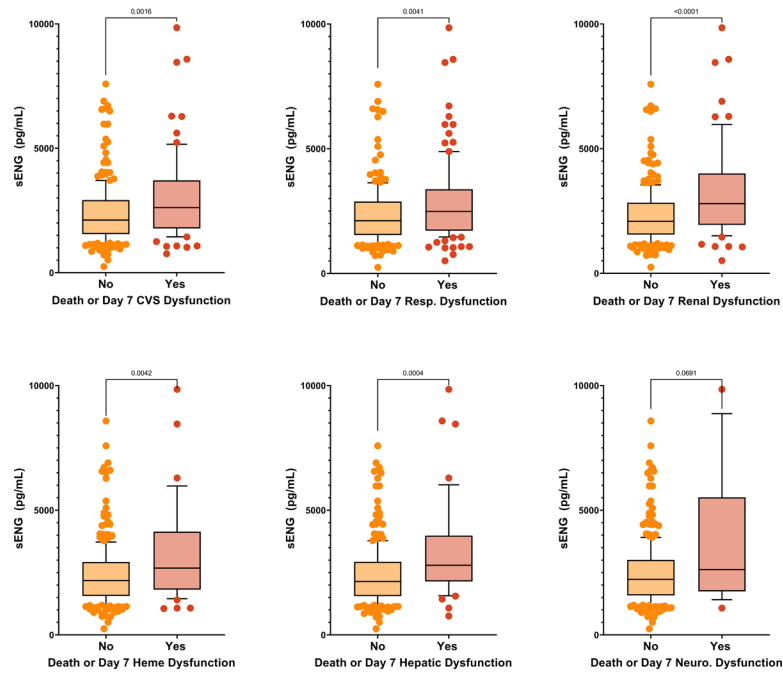 0.0016
10000
5000
0
sENG (pg/mL)
No Yes
Death or Day 7 CVS Dysfunction
0.0041
10000
5000
0
sENG (pg/mL)
No Yes
Death or Day 7 Resp. Dysfunction
<0.0001
10000
5000
0
sENG (pg/mL)
No Yes
Death or Day 7 Renal Dysfunction
0.0042
10000
5000
0
sENG (pg/mL)
No Yes
Death or Day 7 Heme Dysfunction
0.0004
10000
5000
0
sENG (pg/mL)
No Yes
Death or Day 7 Hepatic Dysfunction
0.0691
10000
5000
0
sENG (pg/mL)
No Yes
Death or Day 7 Neuro. Dysfunction